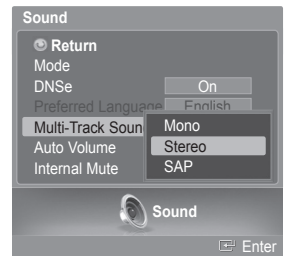 Sound
Return
Mode
DNSe On
Preferred Language English
Multi-Track Soun Mono
Stereo
Auto Volume
SAP
Internal Mute
Sound
Enter